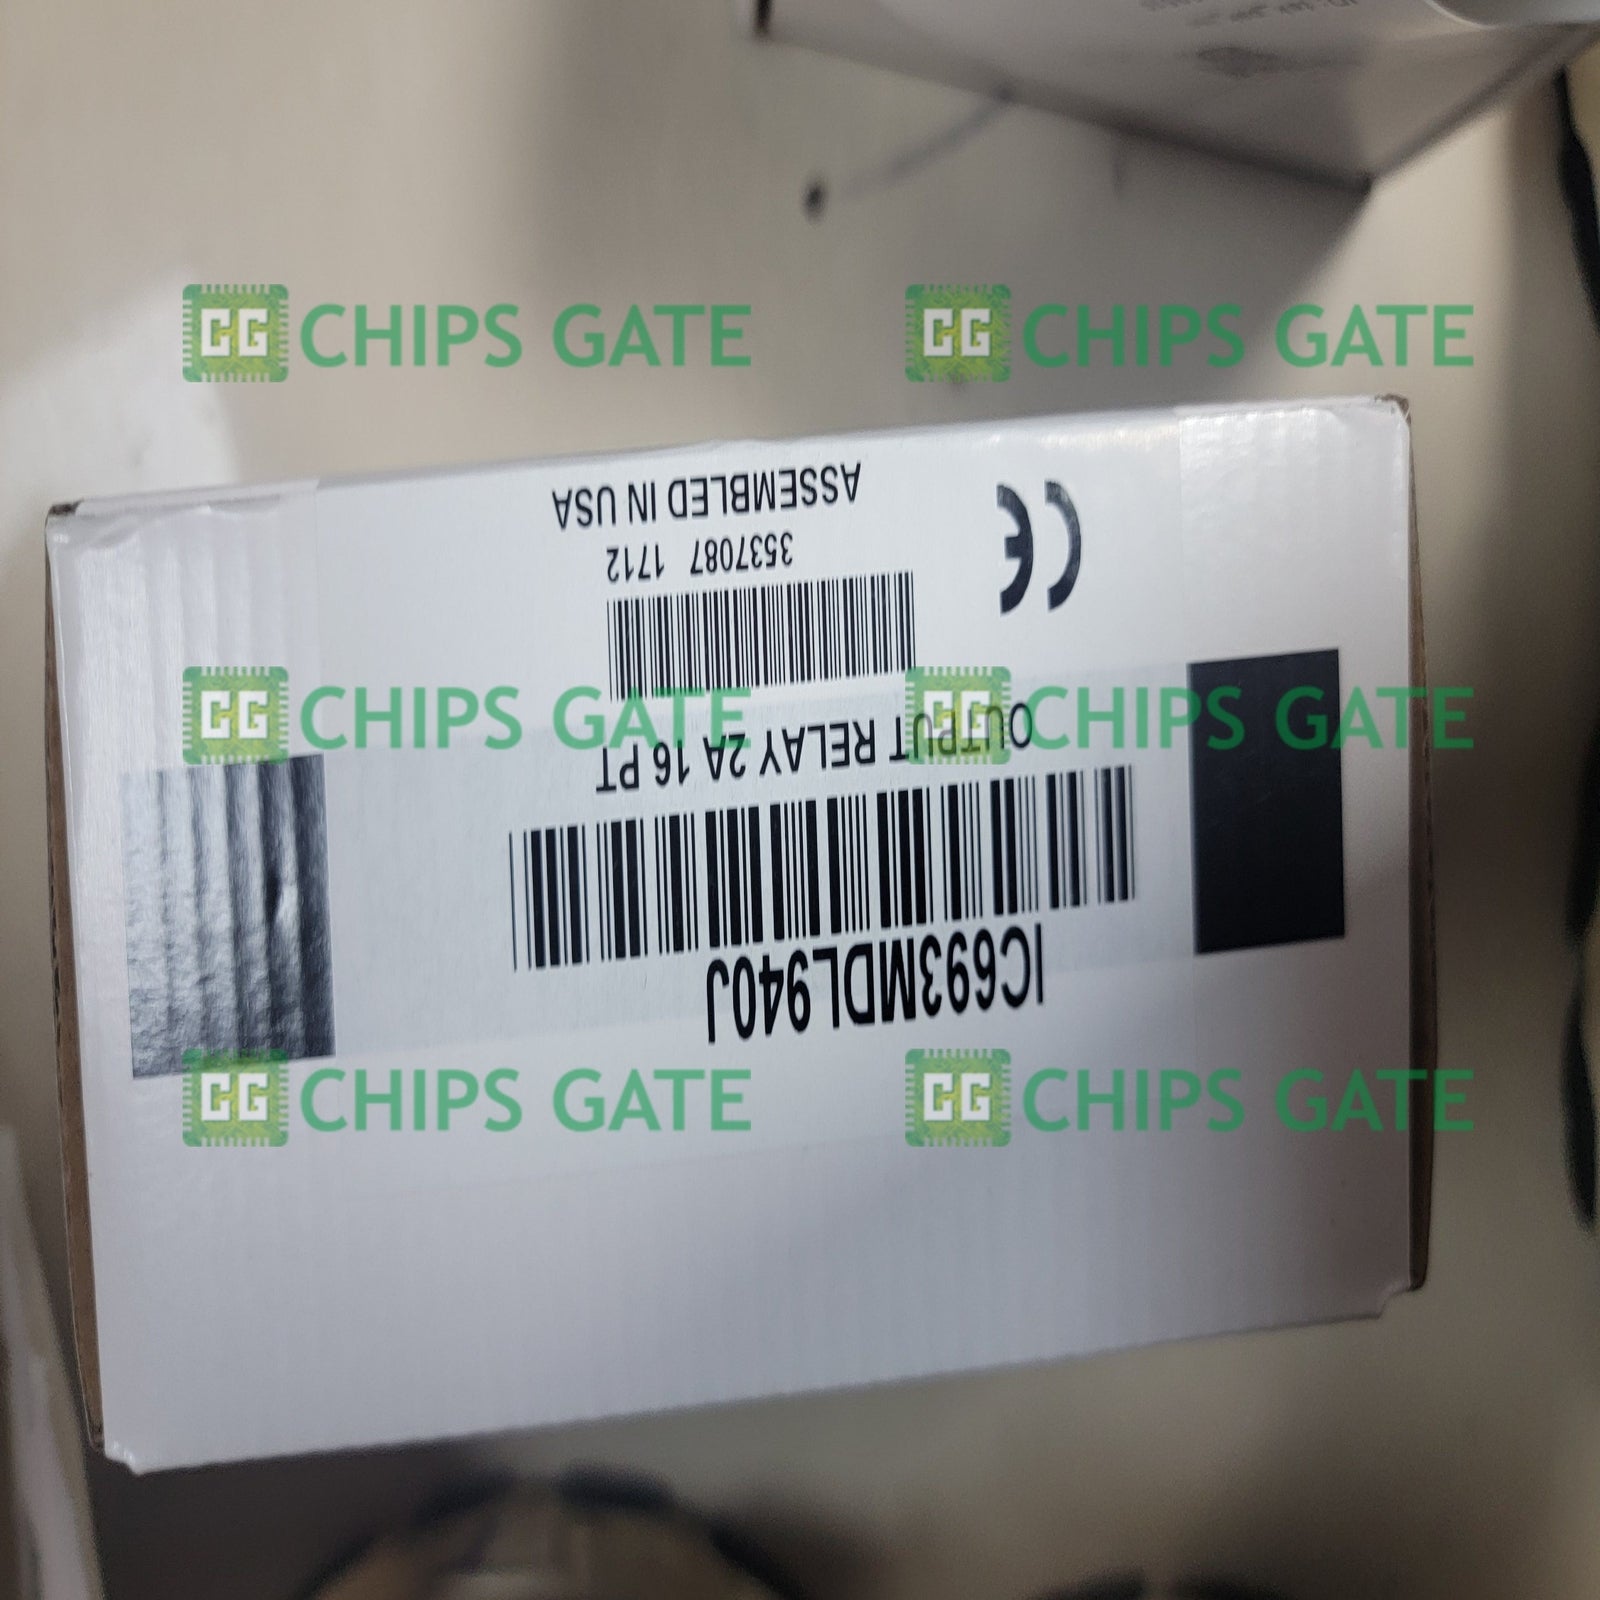 IC693MDL940J
OUTPUT RELAY 2A 16 PT
3537087 1712
ASSEMBLED IN USA
CE
CG CHIPS GATE
CG CHIPS GATE
CG CHIPS GATE
CG CHIPS GATE
CG CHIPS GATE
CG CHIPS GATE